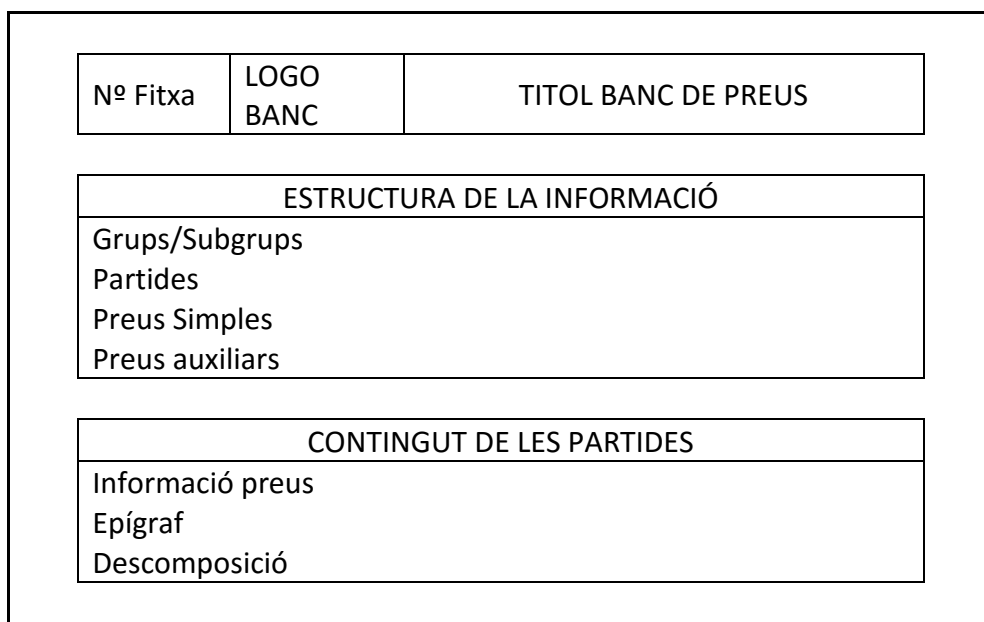 Nº Fitxa
LOGO
BANC
TITOL BANC DE PREUS
ESTRUCTURA DE LA INFORMACIÓ
Grups/Subgrups
Partides
Preus Simples
Preus auxiliars
CONTINGUT DE LES PARTIDES
Informació preus
Epígraf
Descomposició